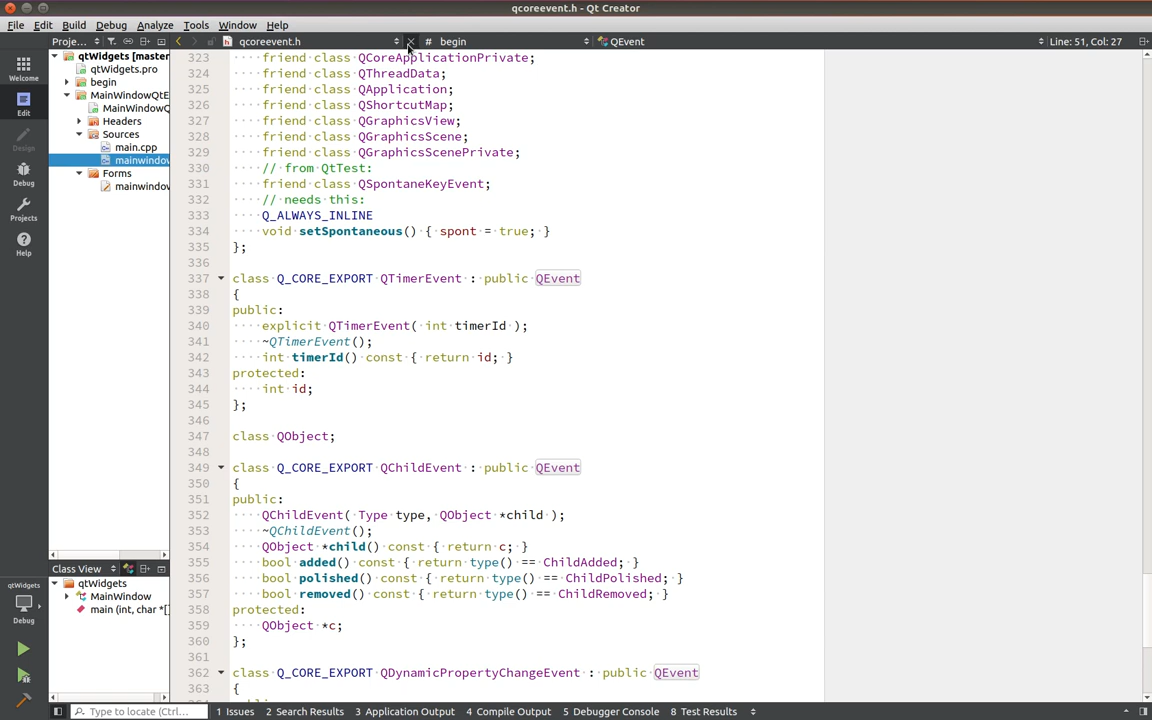 qcoreevent.h - Qt Creator
File Edit Build Debug Analyze Tools Window Help
Proje... qcoreevent.h # begin QEvent Line: 51, Col: 27
Welcome
Edit
Design
Debug
Projects
Help
qtWidgets
Debug
qtWidgets [master
qtWidgets.pro
begin
MainWindowQtE
MainWindowQ
Headers
Sources
main.cpp
mainwindow
Forms
mainwindow
Class View
qtWidgets
MainWindow
main (int, char *[]
323 ····friend·class·QCoreApplicationPrivate;
324 ····friend·class·QThreadData;
325 ····friend·class·QApplication;
326 ····friend·class·QShortcutMap;
327 ····friend·class·QGraphicsView;
328 ····friend·class·QGraphicsScene;
329 ····friend·class·QGraphicsScenePrivate;
330 ····//·from·QtTest:
331 ····friend·class·QSpontaneKeyEvent;
332 ····//·needs·this:
333 ····Q_ALWAYS_INLINE
334 ····void·setSpontaneous()·{·spont·=·true;·}
335 };
336
337 class·Q_CORE_EXPORT·QTimerEvent·:·public·QEvent
338 {
339 public:
340 ····explicit·QTimerEvent(·int·timerId·);
341 ····~QTimerEvent();
342 ····int·timerId()·const·{·return·id;·}
343 protected:
344 ····int·id;
345 };
346
347 class·QObject;
348
349 class·Q_CORE_EXPORT·QChildEvent·:·public·QEvent
350 {
351 public:
352 ····QChildEvent(·Type·type,·QObject·*child·);
353 ····~QChildEvent();
354 ····QObject·*child()·const·{·return·c;·}
355 ····bool·added()·const·{·return·type()·==·ChildAdded;·}
356 ····bool·polished()·const·{·return·type()·==·ChildPolished;·}
357 ····bool·removed()·const·{·return·type()·==·ChildRemoved;·}
358 protected:
359 ····QObject·*c;
360 };
361
362 class·Q_CORE_EXPORT·QDynamicPropertyChangeEvent·:·public·QEvent
363 {
Type to locate (Ctrl... 1 Issues 2 Search Results 3 Application Output 4 Compile Output 5 Debugger Console 8 Test Results